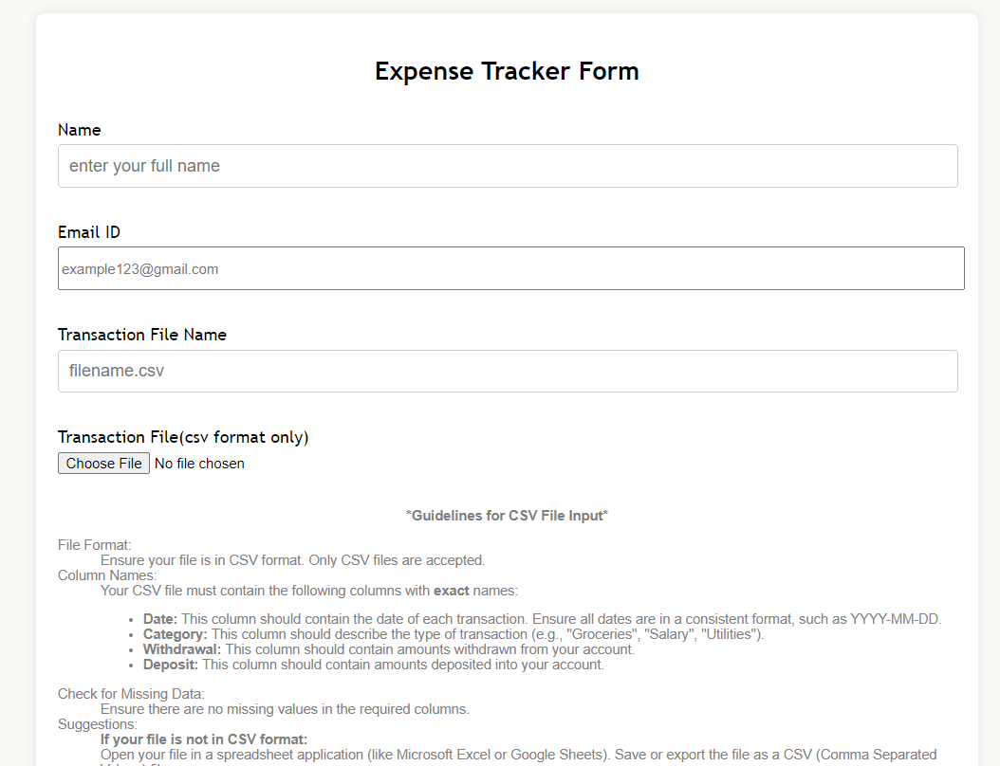 Expense Tracker Form
Name
enter your full name
Email ID
example123@gmail.com
Transaction File Name
filename.csv
Transaction File(csv format only)
Choose File No file chosen
*Guidelines for CSV File Input*
File Format:
Ensure your file is in CSV format. Only CSV files are accepted.
Column Names:
Your CSV file must contain the following columns with exact names:
• Date: This column should contain the date of each transaction. Ensure all dates are in a consistent format, such as YYYY-MM-DD.
• Category: This column should describe the type of transaction (e.g., "Groceries", "Salary", "Utilities").
• Withdrawal: This column should contain amounts withdrawn from your account.
• Deposit: This column should contain amounts deposited into your account.
Check for Missing Data:
Ensure there are no missing values in the required columns.
Suggestions:
If your file is not in CSV format:
Open your file in a spreadsheet application (like Microsoft Excel or Google Sheets). Save or export the file as a CSV (Comma Separated